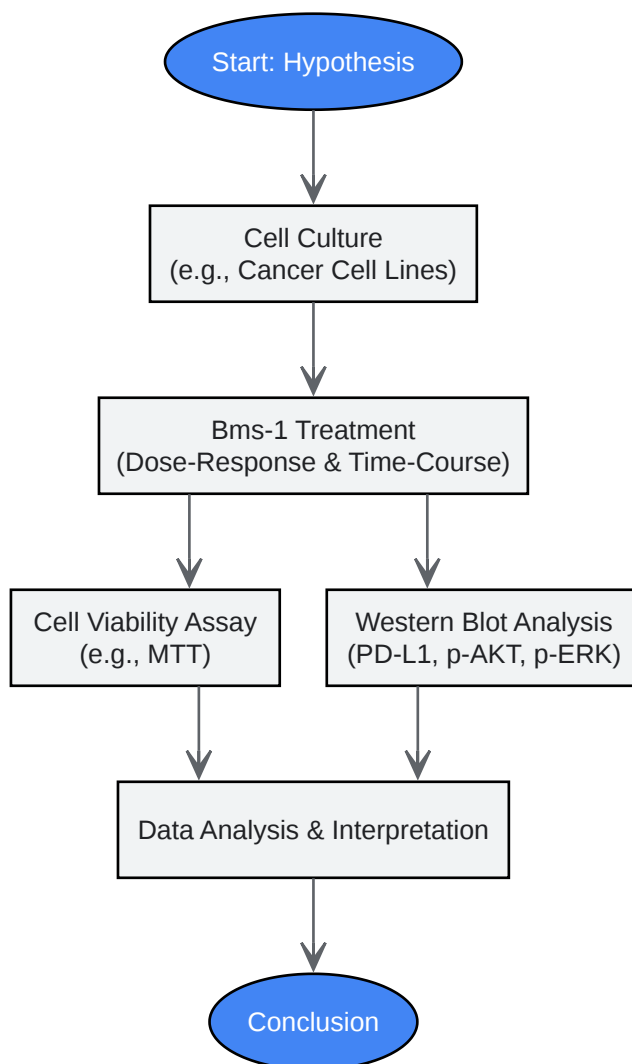 Start: Hypothesis
Cell Culture
(e.g., Cancer Cell Lines)
Bms-1 Treatment
(Dose-Response & Time-Course)
Cell Viability Assay
(e.g., MTT)
Western Blot Analysis
(PD-L1, p-AKT, p-ERK)
Data Analysis & Interpretation
Conclusion